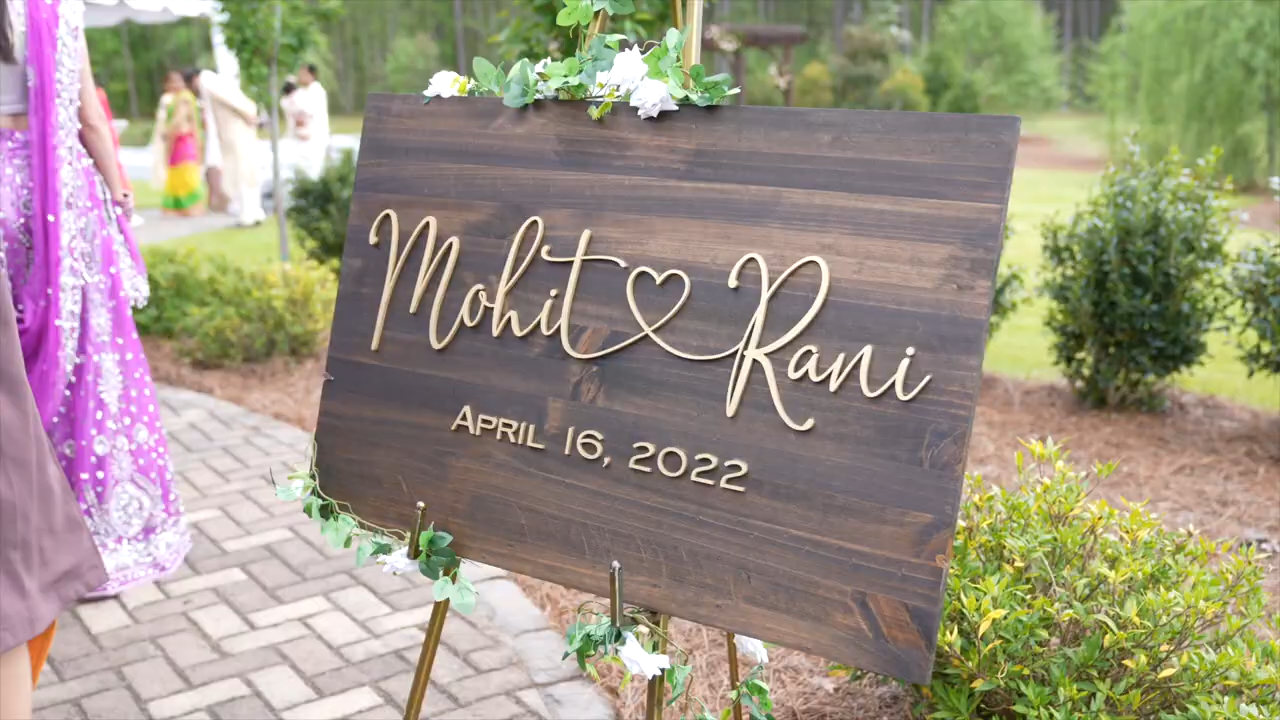 Mohit ♡ Rani
April 16, 2022